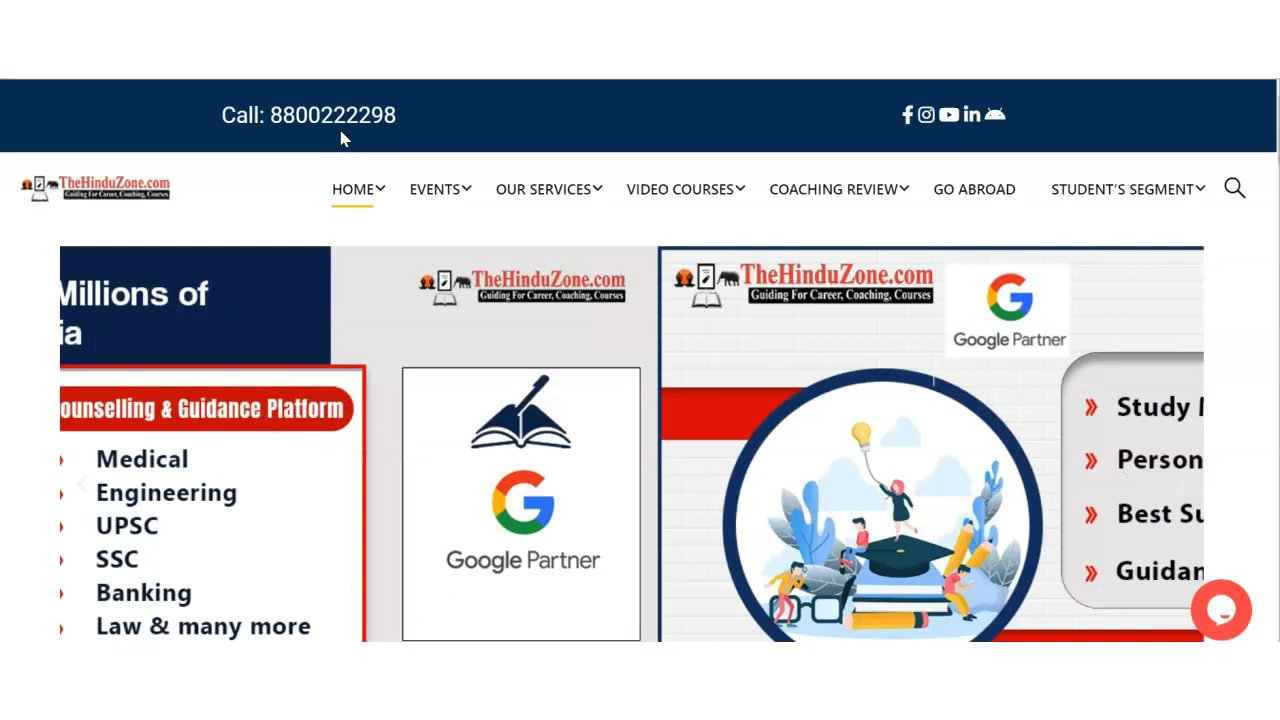 Call: 8800222298
TheHinduZone.com
Guiding For Career, Coaching, Courses
HOME EVENTS OUR SERVICES VIDEO COURSES COACHING REVIEW GO ABROAD STUDENT'S SEGMENT
Millions of
ia
ounselling & Guidance Platform
Medical
Engineering
UPSC
SSC
Banking
Law & many more
TheHinduZone.com
Guiding For Career, Coaching, Courses
Google Partner
TheHinduZone.com
Guiding For Career, Coaching, Courses
Google Partner
Study
Person
Best Su
Guidan